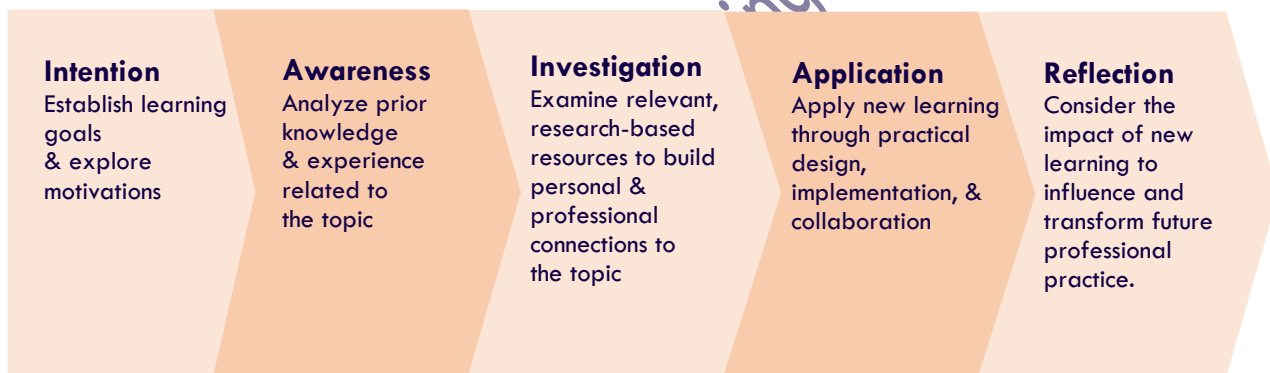 Intention
Establish learning
goals
& explore
motivations
Awareness
Analyze prior
knowledge
& experience
related to
the topic
Investigation
Examine relevant,
research-based
resources to build
personal &
professional
connections to
the topic
Application
Apply new learning
through practical
design,
implementation, &
collaboration
Reflection
Consider the
impact of new
learning to
influence and
transform future
professional
practice.